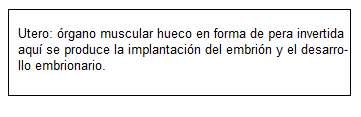 Utero: órgano muscular hueco en forma de pera invertida
aquí se produce la implantación del embrión y el desarro-
llo embrionario.